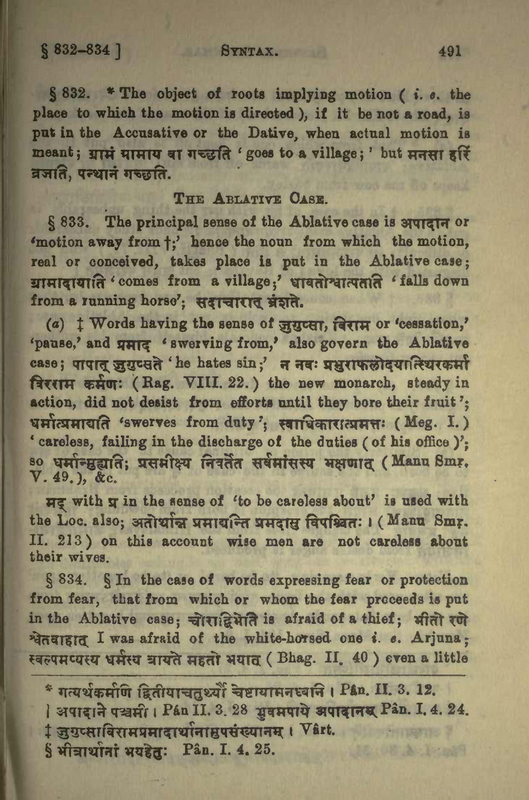 § 832-834 ] SYNTAX. 491
§ 832. * The object of roots implying motion ( i. e. the
place to which the motion is directed ), if it be not a road, is
put in the Accusative or the Dative, when actual motion is
meant; ग्रामं ग्रामाय वा गच्छति ‘ goes to a village; ’ but मनसा हरिं
व्रजति, पन्थानं गच्छति.
THE ABLATIVE CASE.
§ 833. The principal sense of the Ablative case is अपादान or
‘motion away from †;’ hence the noun from which the motion,
real or conceived, takes place is put in the Ablative case;
ग्रामादायाति ‘ comes from a village;’ धावतोश्वात्पतति ‘falls down
from a running horse’; सदाचारात् भ्रंशते.
(a) ‡ Words having the sense of जुगुप्सा, विराम or ‘cessation,’
‘pause,’ and प्रमाद ‘ swerving from,’ also govern the Ablative
case; पापात् जुगुप्सते ‘ he hates sin;’ न नवः प्रभुराफलोदयात्स्थिरकर्मा
विरराम कर्मणः ( Rag. VIII. 22. ) the new monarch, steady in
action, did not desist from efforts until they bore their fruit ’;
धर्मात्प्रमाद्यति ‘swerves from duty ’; स्वाधिकारात्प्रमत्तः ( Meg. I. )
‘ careless, failing in the discharge of the duties ( of his office )’;
so धर्मान्मुह्यति; प्रसमीक्ष्य निवर्तेत सर्वमांसस्य भक्षणात् ( Manu Smṛ.
V. 49. ), &c.
मद् with प्र in the sense of ‘to be careless about’ is used with
the Loc. also; अतोर्थान्न प्रमाद्यन्ति प्रमदासु विपश्चितः । ( Manu Smṛ.
II. 213 ) on this account wise men are not careless about
their wives.
§ 834. § In the case of words expressing fear or protection
from fear, that from which or whom the fear proceeds is put
in the Ablative case; चोराद्विभेति is afraid of a thief; भीतो रणे
श्वेतवाहात् I was afraid of the white-horsed one i. e. Arjuna;
स्वल्पमप्यस्य धर्मस्य त्रायते महतो भयात् ( Bhag. II. 40 ) even a little
* गत्यर्थकर्मणि द्वितीयाचतुर्थ्यौ चेष्टायामनध्वनि । Pân. II. 3. 12.
† अपादाने पञ्चमी । Pân II. 3. 28 ध्रुवमपाये अपादानम् Pân. I. 4. 24.
‡ जुगुप्साविरामप्रमादार्थानामुपसंख्यानम् । Vârt.
§ भीत्रार्थानां भयहेतुः Pân. I. 4. 25.